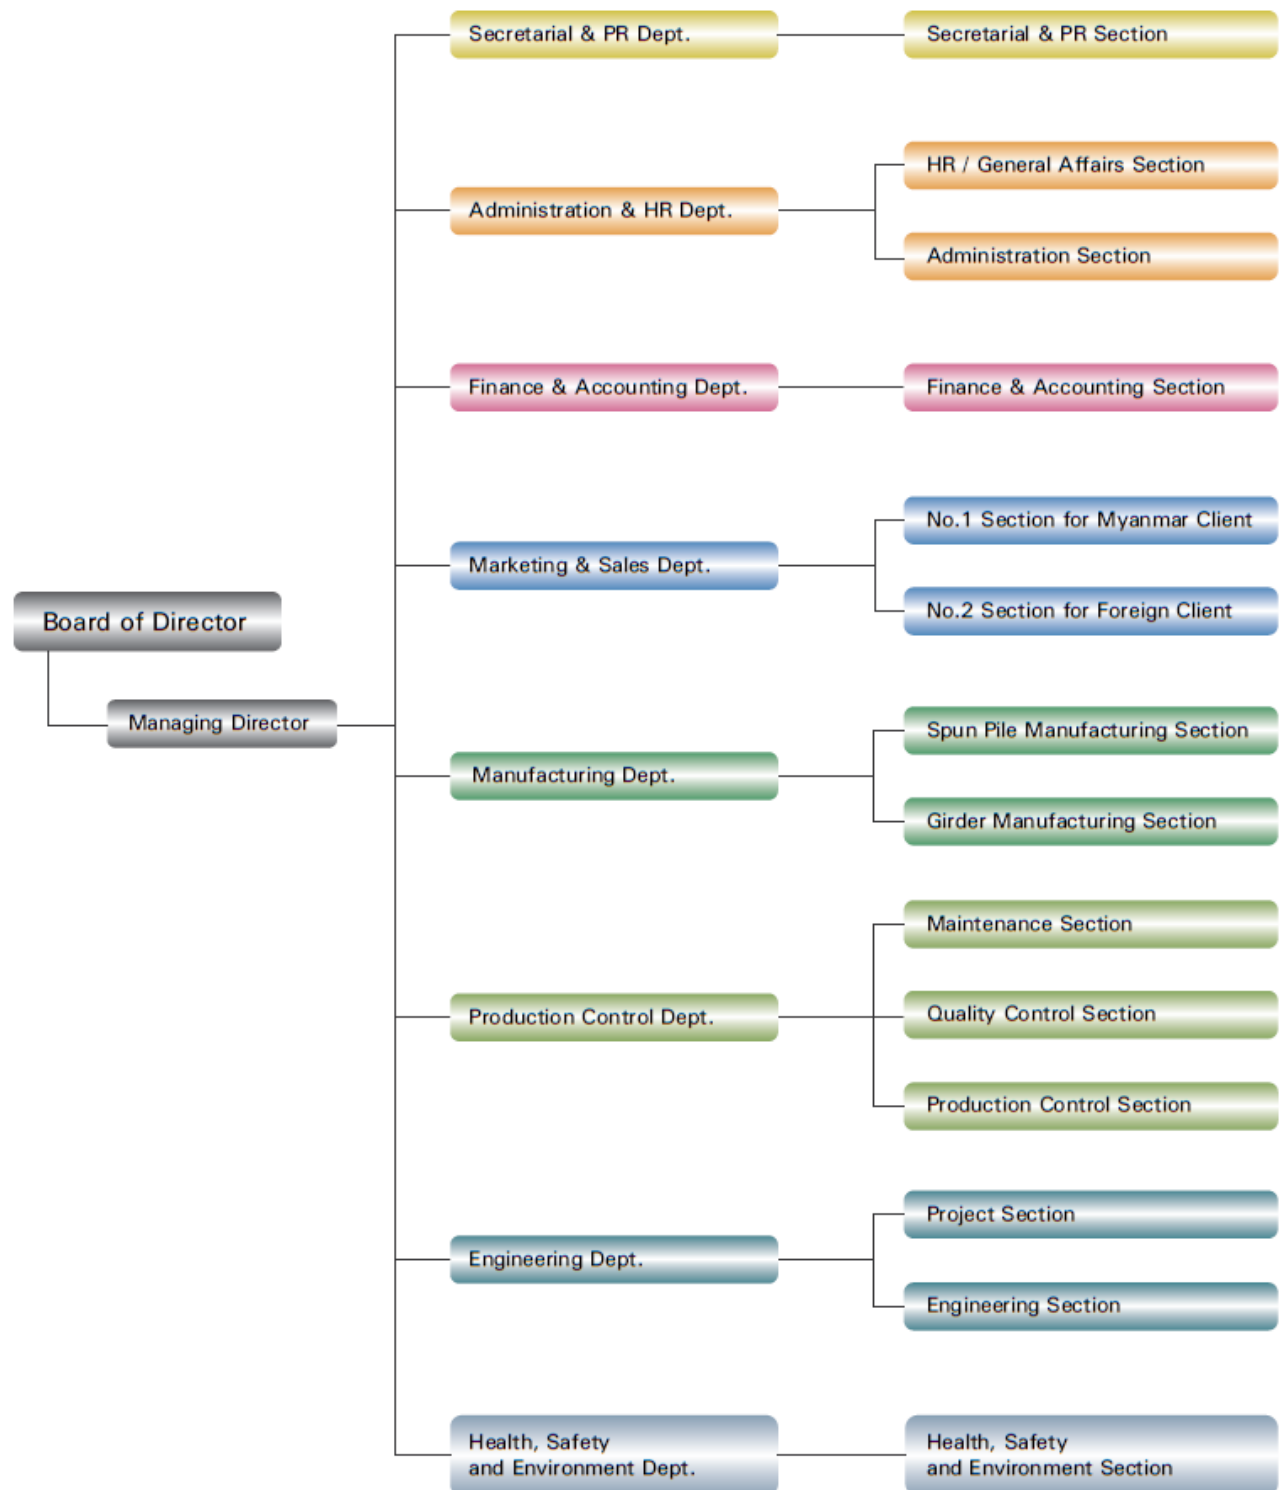 Secretarial & PR Dept.
Secretarial & PR Section
HR / General Affairs Section
Administration & HR Dept.
Administration Section
Finance & Accounting Dept.
Finance & Accounting Section
No.1 Section for Myanmar Client
Marketing & Sales Dept.
No.2 Section for Foreign Client
Board of Director
Managing Director
Spun Pile Manufacturing Section
Manufacturing Dept.
Girder Manufacturing Section
Maintenance Section
Production Control Dept.
Quality Control Section
Production Control Section
Project Section
Engineering Dept.
Engineering Section
Health, Safety
and Environment Dept.
Health, Safety
and Environment Section